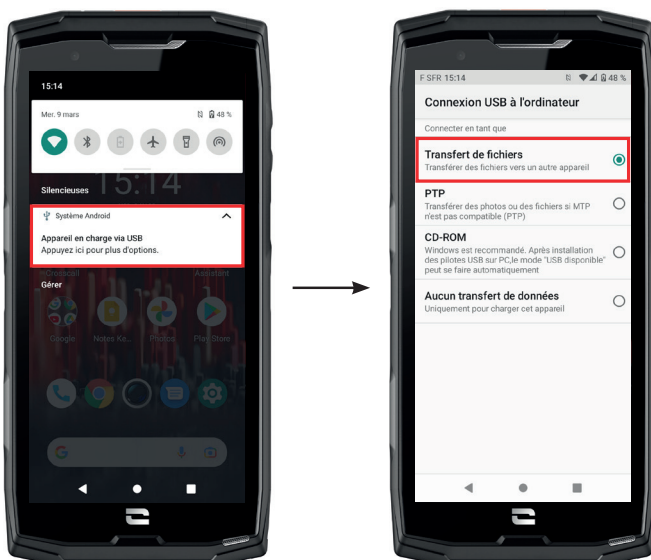 15:14
Mer. 9 mars
48 %
15:14
Silencieuses
Système Android
Appareil en charge via USB
Appuyez ici pour plus d'options.
Gérer
Google
Notes Ke...
Photos
Play Store
G
F SFR 15:14
48 %
Connexion USB à l'ordinateur
Connecter en tant que
Transfert de fichiers
Transférer des fichiers vers un autre appareil
PTP
Transférer des photos ou des fichiers si MTP
n'est pas compatible (PTP)
CD-ROM
Windows est recommandé. Après installation
des pilotes USB sur PC,le mode "USB disponible"
peut se faire automatiquement
Aucun transfert de données
Uniquement pour charger cet appareil